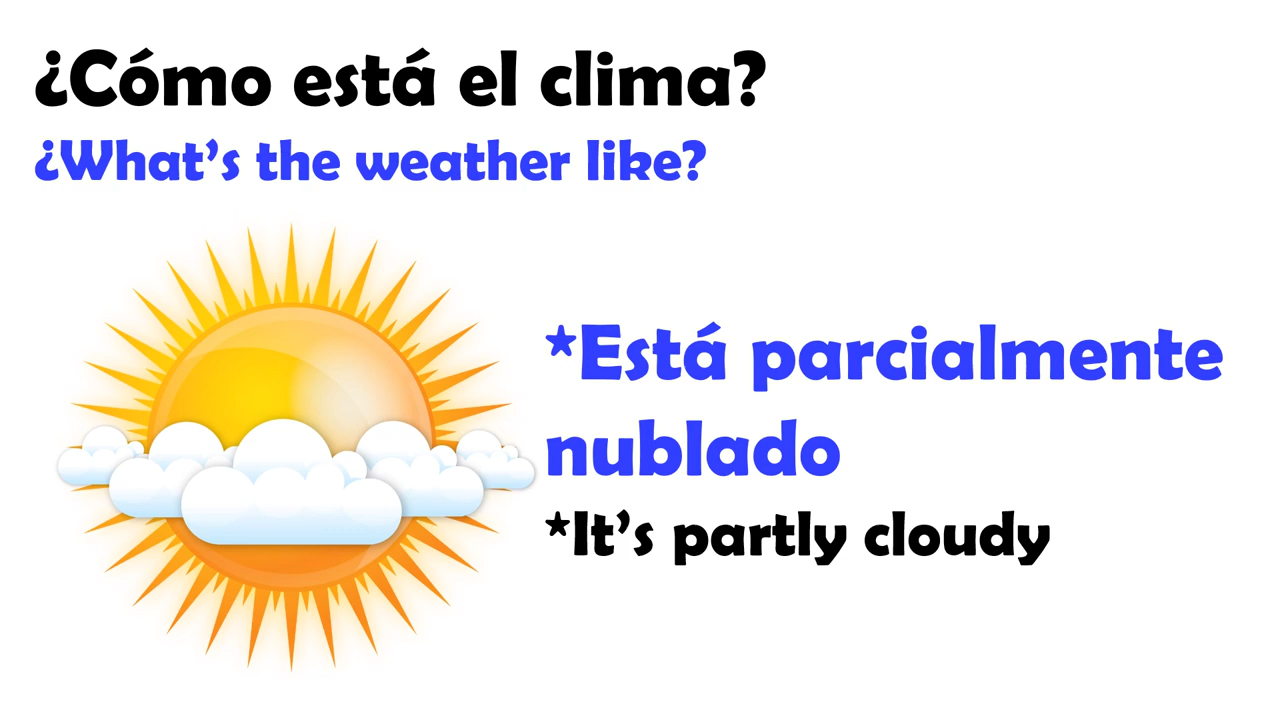 ¿Cómo está el clima?
¿What's the weather like?
*Está parcialmente
nublado
*It's partly cloudy